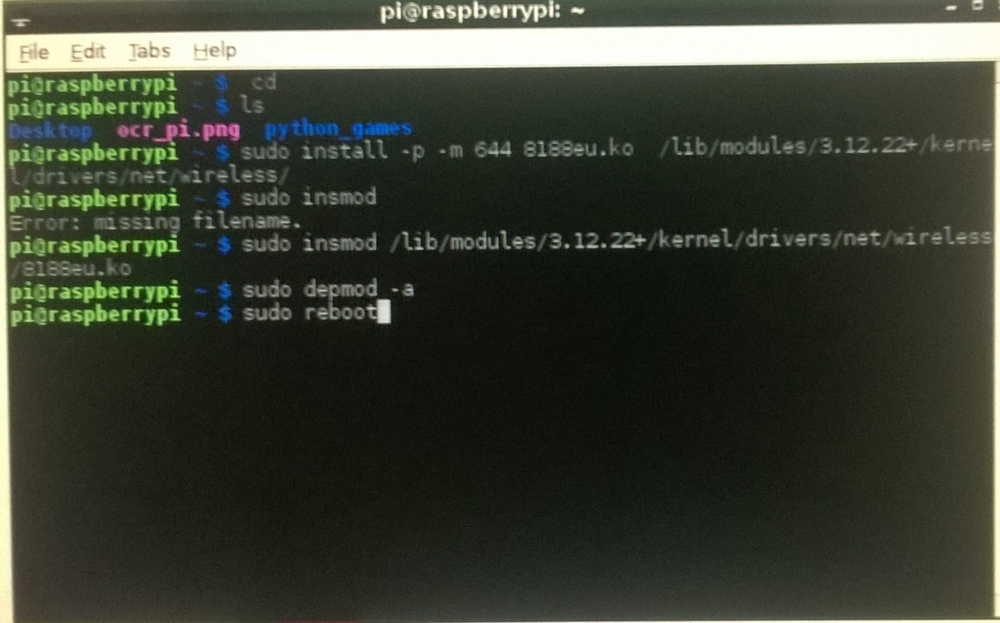 pi@raspberrypi: ~
File Edit Tabs Help
pi@raspberrypi ~ $  cd
pi@raspberrypi ~ $ ls
Desktop  ocr_pi.png  python_games
pi@raspberrypi ~ $ sudo install -p -m 644 8188eu.ko  /lib/modules/3.12.22+/kerne
l/drivers/net/wireless/
pi@raspberrypi ~ $ sudo insmod
Error: missing filename.
pi@raspberrypi ~ $ sudo insmod /lib/modules/3.12.22+/kernel/drivers/net/wireless
/8188eu.ko
pi@raspberrypi ~ $ sudo depmod -a
pi@raspberrypi ~ $ sudo reboot